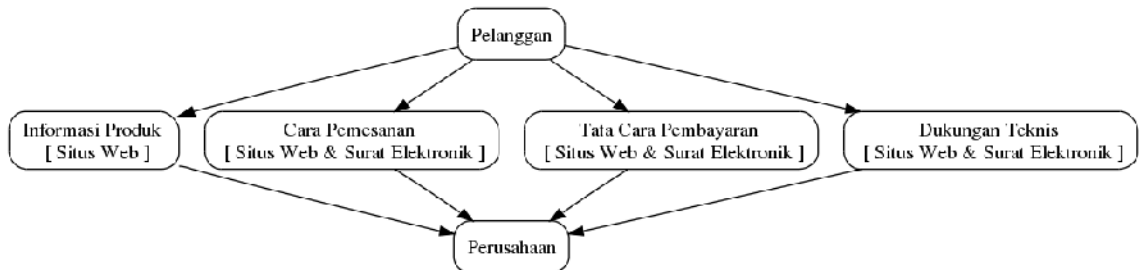 Pelanggan
Informasi Produk
[ Situs Web ]
Cara Pemesanan
[ Situs Web & Surat Elektronik ]
Tata Cara Pembayaran
[ Situs Web & Surat Elektronik ]
Dukungan Teknis
[ Situs Web & Surat Elektronik ]
Perusahaan